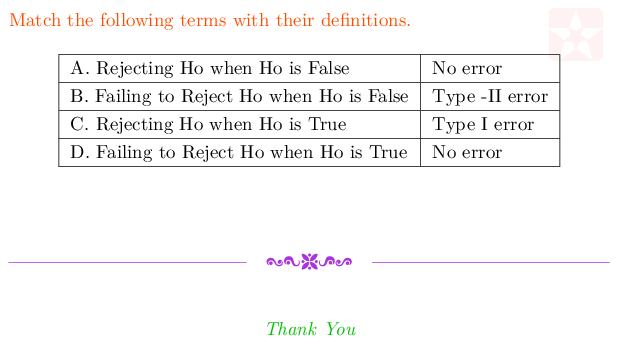 Match the following terms with their definitions.
A. Rejecting Ho when Ho is False No error
B. Failing to Reject Ho when Ho is False Type -II error
C. Rejecting Ho when Ho is True Type I error
D. Failing to Reject Ho when Ho is True No error
Thank You